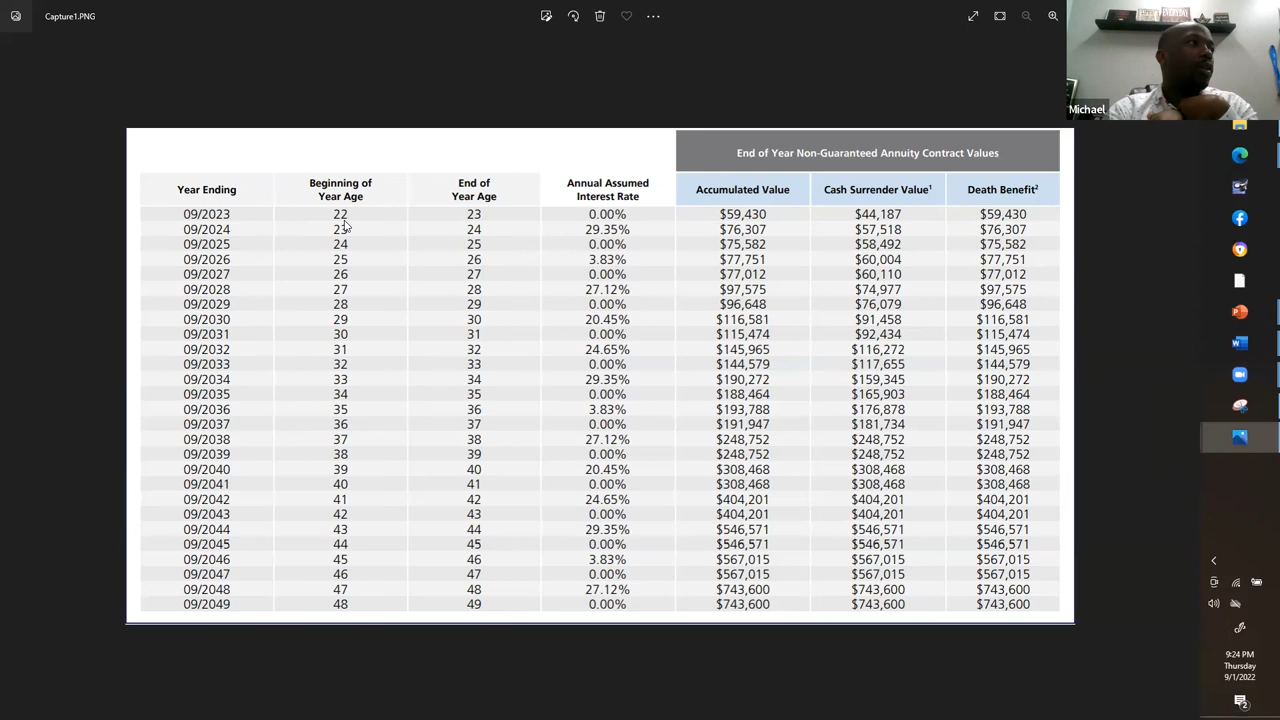 Capture1.PNG
EVERYDAY
Michael
End of Year Non-Guaranteed Annuity Contract Values
Year Ending Beginning of Year Age End of Year Age Annual Assumed Interest Rate Accumulated Value Cash Surrender Value1 Death Benefit2
09/2023 22 23 0.00% $59,430 $44,187 $59,430
09/2024 23 24 29.35% $76,307 $57,518 $76,307
09/2025 24 25 0.00% $75,582 $58,492 $75,582
09/2026 25 26 3.83% $77,751 $60,004 $77,751
09/2027 26 27 0.00% $77,012 $60,110 $77,012
09/2028 27 28 27.12% $97,575 $74,977 $97,575
09/2029 28 29 0.00% $96,648 $76,079 $96,648
09/2030 29 30 20.45% $116,581 $91,458 $116,581
09/2031 30 31 0.00% $115,474 $92,434 $115,474
09/2032 31 32 24.65% $145,965 $116,272 $145,965
09/2033 32 33 0.00% $144,579 $117,655 $144,579
09/2034 33 34 29.35% $190,272 $159,345 $190,272
09/2035 34 35 0.00% $188,464 $165,903 $188,464
09/2036 35 36 3.83% $193,788 $176,878 $193,788
09/2037 36 37 0.00% $191,947 $181,734 $191,947
09/2038 37 38 27.12% $248,752 $248,752 $248,752
09/2039 38 39 0.00% $248,752 $248,752 $248,752
09/2040 39 40 20.45% $308,468 $308,468 $308,468
09/2041 40 41 0.00% $308,468 $308,468 $308,468
09/2042 41 42 24.65% $404,201 $404,201 $404,201
09/2043 42 43 0.00% $404,201 $404,201 $404,201
09/2044 43 44 29.35% $546,571 $546,571 $546,571
09/2045 44 45 0.00% $546,571 $546,571 $546,571
09/2046 45 46 3.83% $567,015 $567,015 $567,015
09/2047 46 47 0.00% $567,015 $567,015 $567,015
09/2048 47 48 27.12% $743,600 $743,600 $743,600
09/2049 48 49 0.00% $743,600 $743,600 $743,600
9:24 PM
Thursday
9/1/2022
2